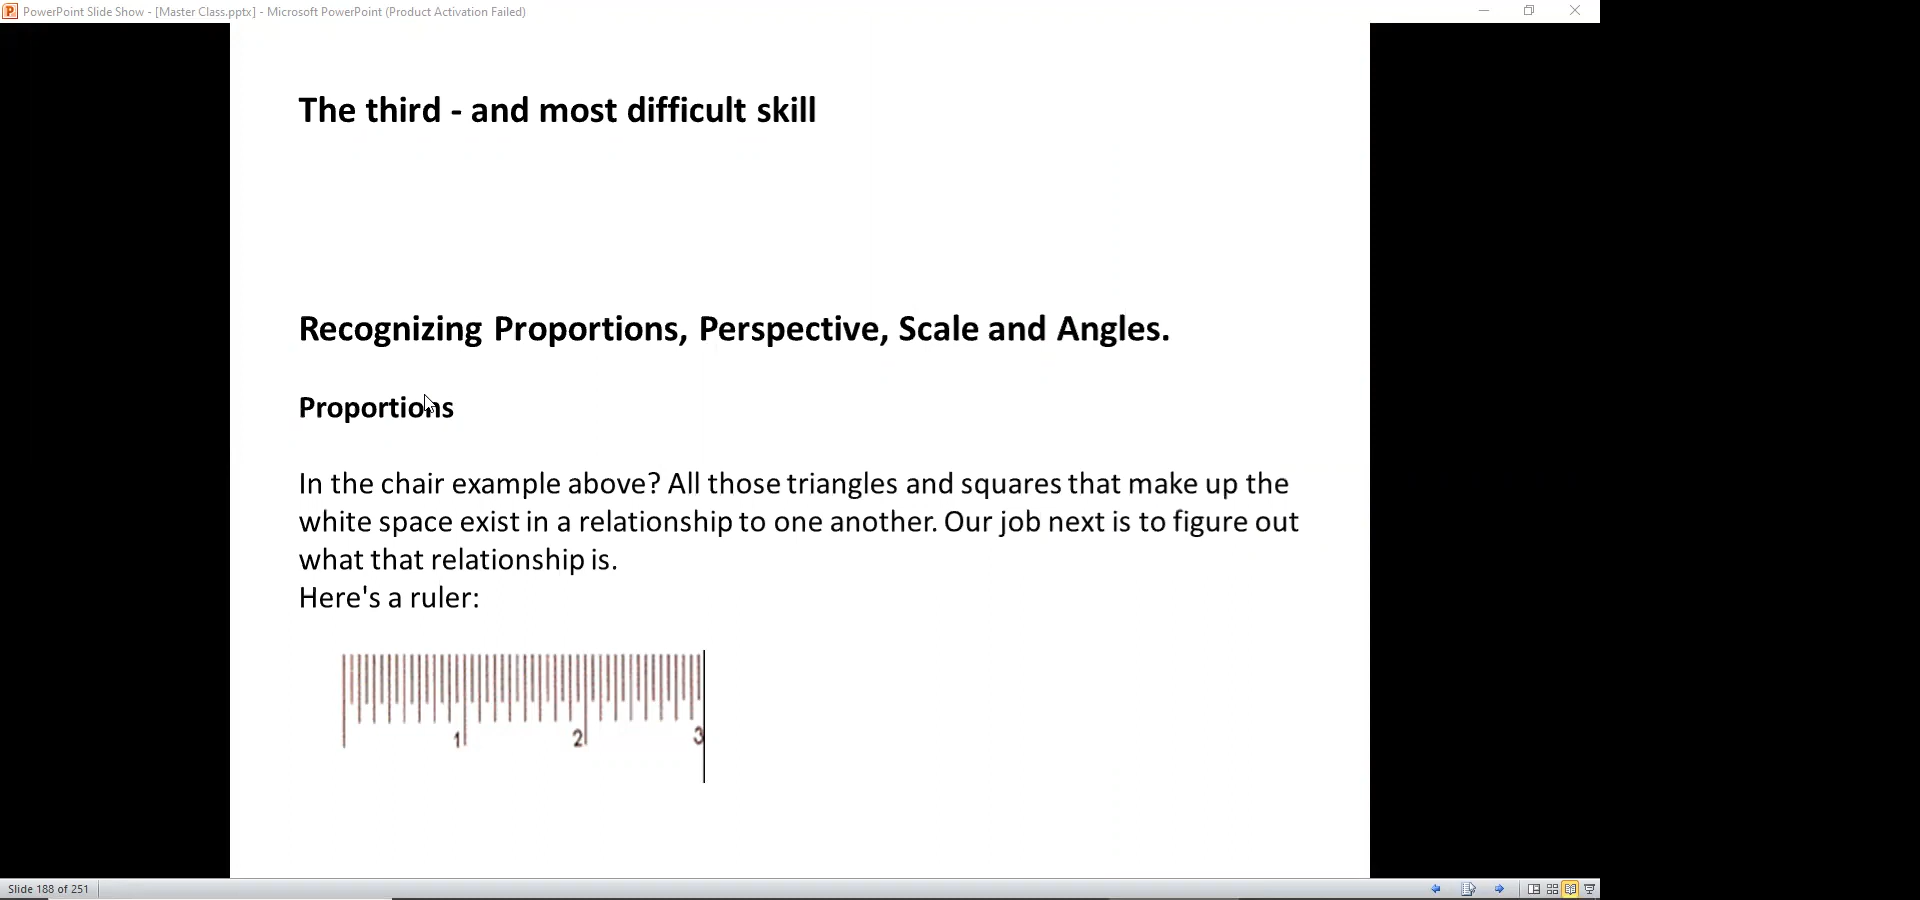 PowerPoint Slide Show - [Master Class.pptx] - Microsoft PowerPoint (Product Activation Failed)
The third - and most difficult skill
Recognizing Proportions, Perspective, Scale and Angles.
Proportions
In the chair example above? All those triangles and squares that make up the
white space exist in a relationship to one another. Our job next is to figure out
what that relationship is.
Here's a ruler:
1 2 3
Slide 188 of 251